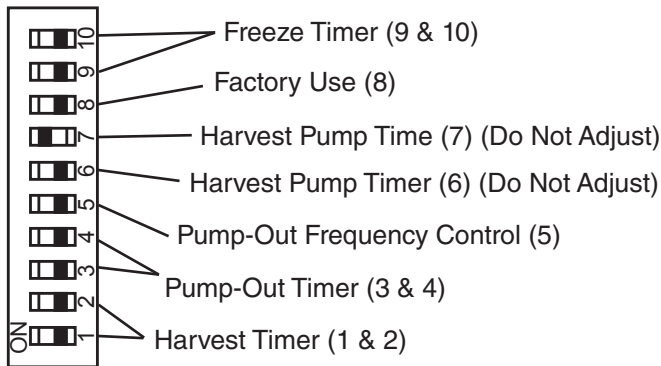 10 Freeze Timer (9 & 10)
9
8 Factory Use (8)
7 Harvest Pump Time (7) (Do Not Adjust)
6 Harvest Pump Timer (6) (Do Not Adjust)
5 Pump-Out Frequency Control (5)
4
3 Pump-Out Timer (3 & 4)
2
1 Harvest Timer (1 & 2)
ON